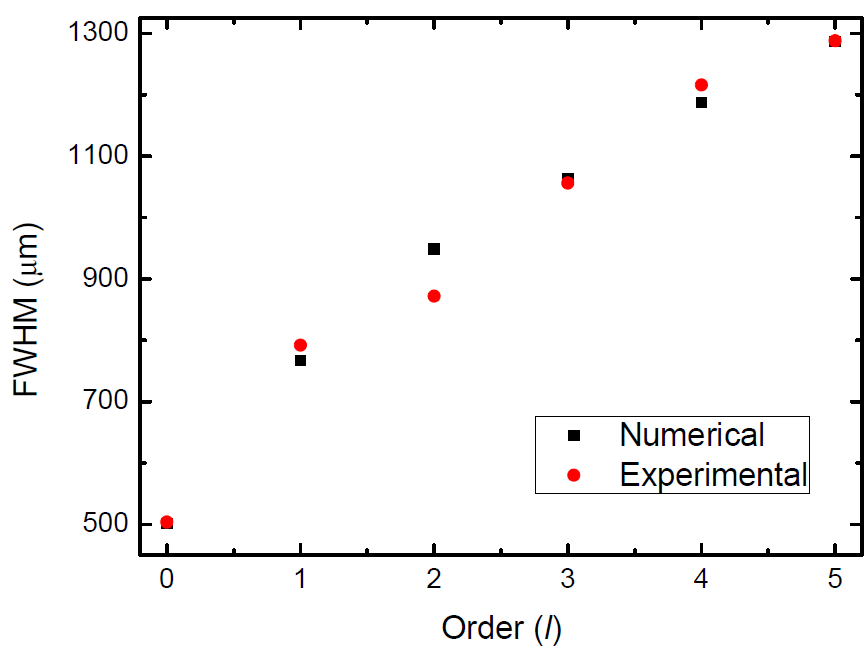 1300
1100
900
700
500
FWHM (μm)
Numerical
Experimental
0 1 2 3 4 5
Order (l)